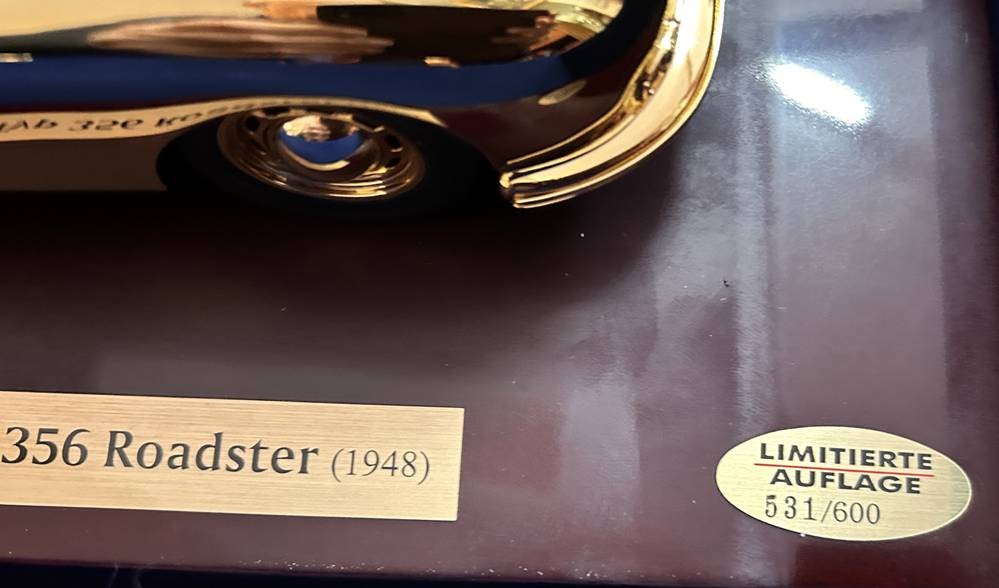 356 Roadster (1948)
LIMITIERTE
AUFLAGE
531/600